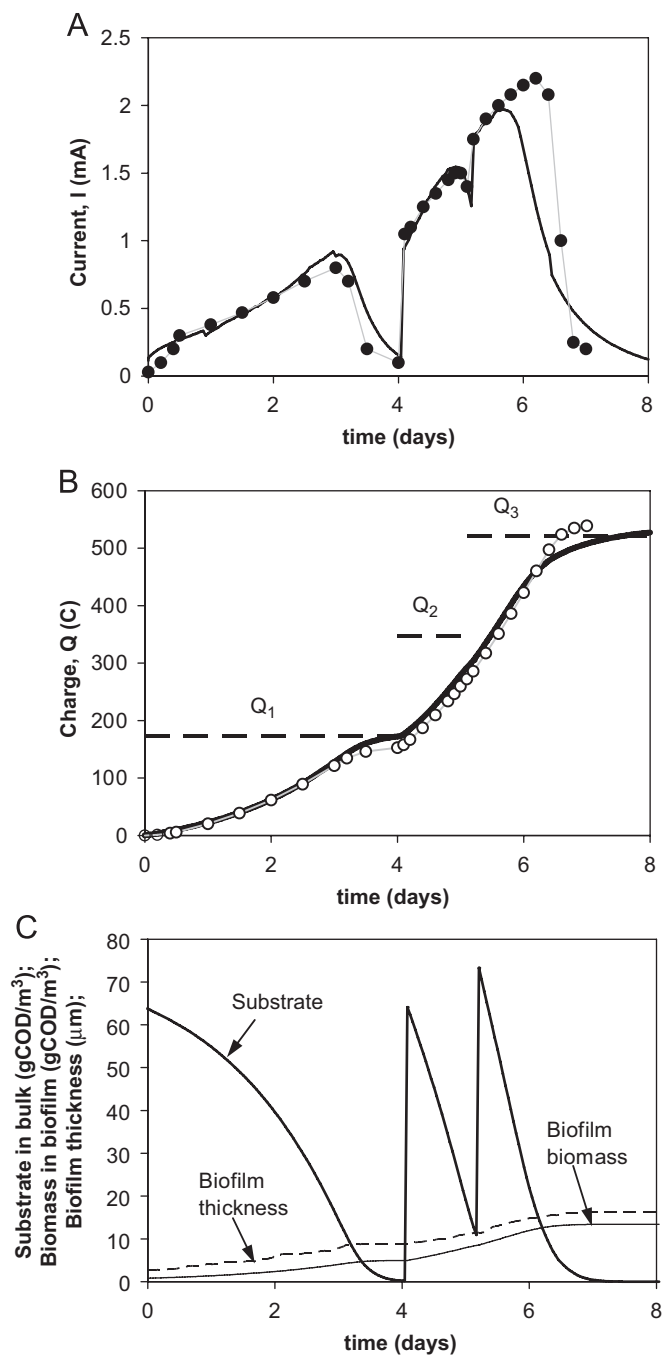 A
2.5
2
1.5
1
0.5
0
Current, I (mA)
0 2 4 6 8
time (days)
B
600
500
400
300
200
100
0
Charge, Q (C)
Q₁
Q₂
Q₃
0 2 4 6 8
time (days)
C
80
70
60
50
40
30
20
10
0
Substrate in bulk (gCOD/m³);
Biomass in biofilm (gCOD/m³);
Biofilm thickness (μm);
Substrate
Biofilm
thickness
Biofilm
biomass
0 2 4 6 8
time (days)